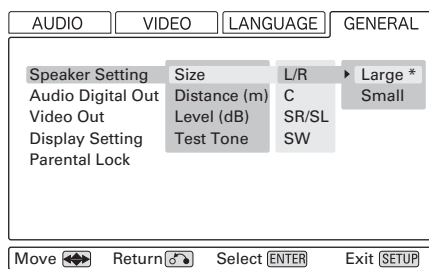 AUDIO VIDEO LANGUAGE GENERAL
Speaker Setting Size L/R Large *
Audio Digital Out Distance (m) C Small
Video Out Level (dB) SR/SL
Display Setting Test Tone SW
Parental Lock
Move Return Select ENTER Exit SETUP